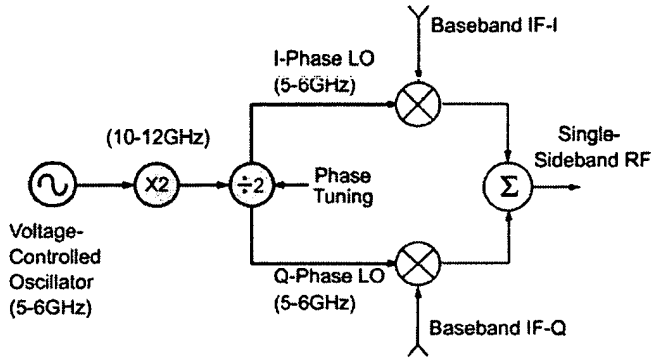 Baseband IF-I
I-Phase LO
(5-6GHz)
(10-12GHz)
Single-
Sideband RF
X2
÷2
Phase
Tuning
Σ
Voltage-
Controlled
Oscillator
(5-6GHz)
Q-Phase LO
(5-6GHz)
Baseband IF-Q